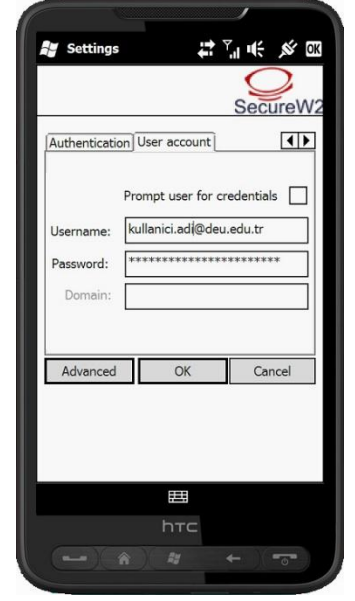 Settings
OK
SecureW2
Authentication User account
Prompt user for credentials
Username: kullanici.adi@deu.edu.tr
Password: ***********************
Domain:
Advanced OK Cancel
hTC